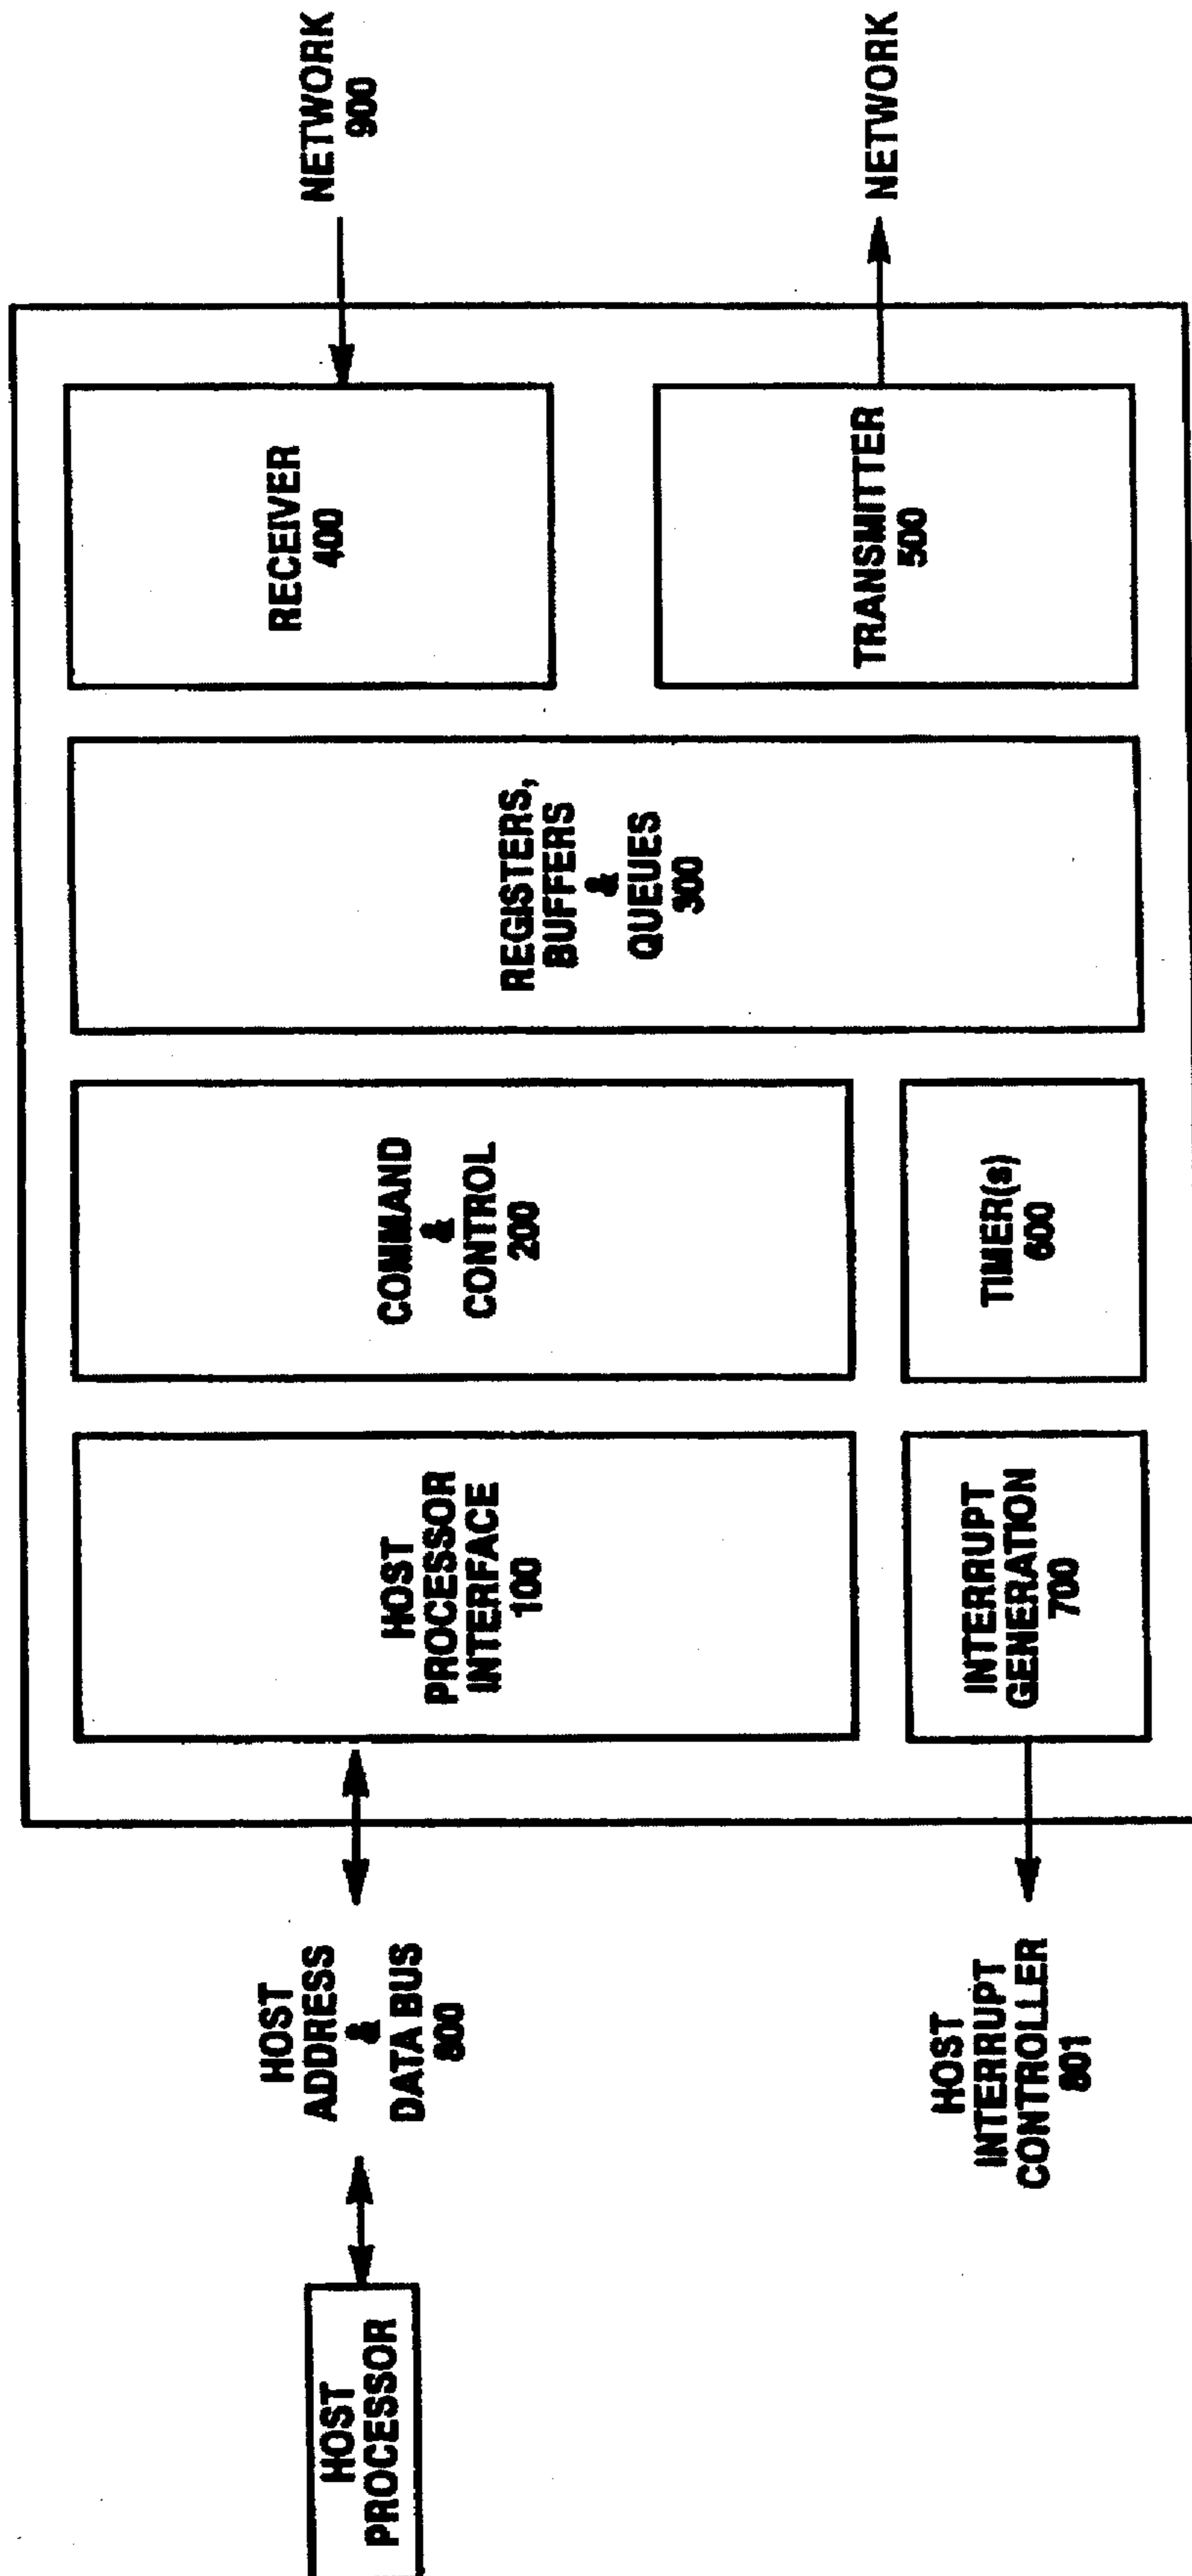 HOST
PROCESSOR
HOST
ADDRESS
&
DATA BUS
800
HOST
INTERRUPT
CONTROLLER
801
HOST
PROCESSOR
INTERFACE
100
INTERRUPT
GENERATION
700
COMMAND
&
CONTROL
200
TIMER(s)
600
REGISTERS,
BUFFERS
&
QUEUES
300
RECEIVER
400
TRANSMITTER
500
NETWORK
900
NETWORK